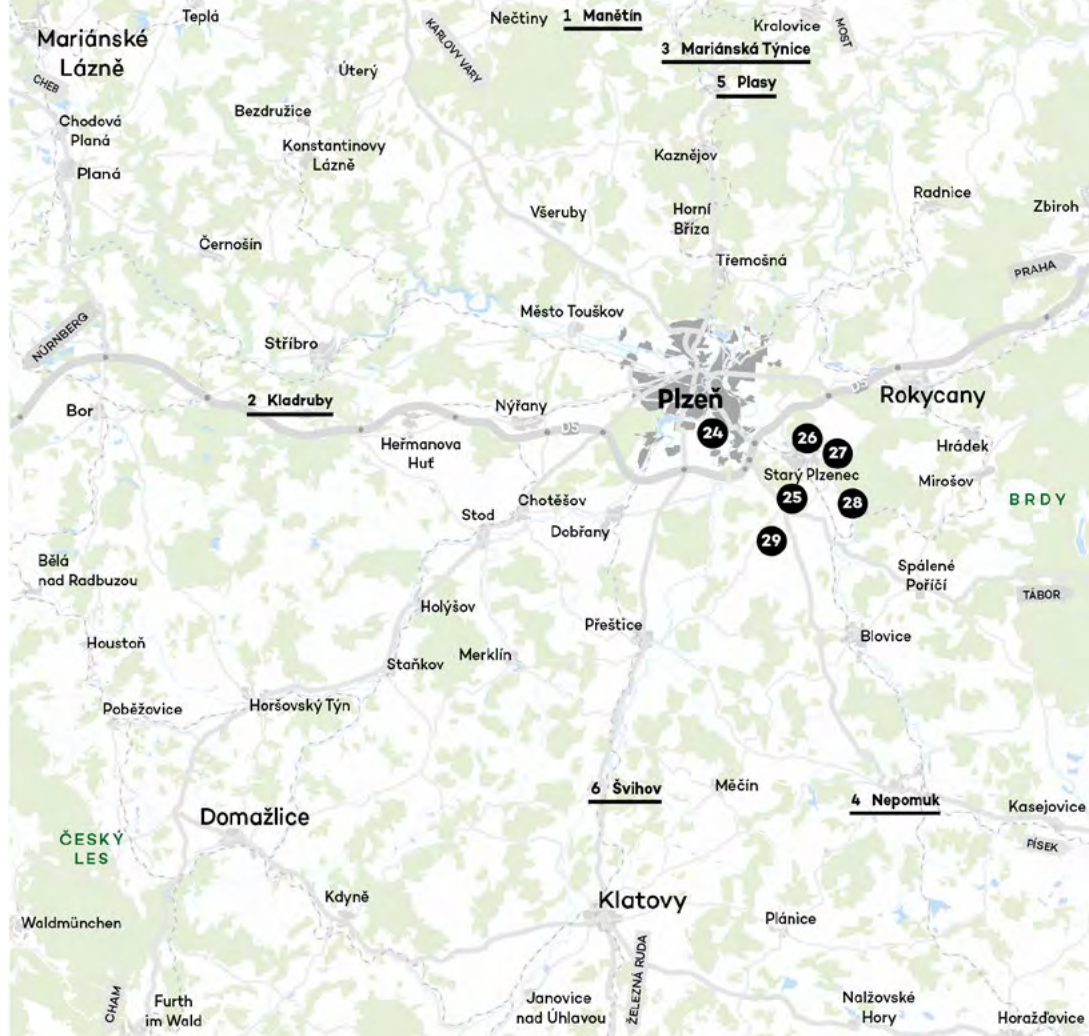 Teplá
Nečtiny
1 Manětín
Kralovice
MOST
Mariánské
Lázně
KARLOVY VARY
3 Mariánská Týnice
CHEB
Úterý
5 Plasy
Bezdružice
Chodová
Planá
Konstantinovy
Lázně
Kaznějov
Planá
Radnice
Zbiroh
Všeruby
Horní
Bříza
Černošín
Třemošná
PRAHA
Město Touškov
NÜRNBERG
Stříbro
D5
Plzeň
Rokycany
Bor
2 Kladruby
Nýřany
D5
24
26
Heřmanova
Huť
27
Hrádek
Starý Plzenec
Mirošov
25
28
BRDY
Chotěšov
Stod
Dobřany
29
Bělá
nad Radbuzou
Spálené
Poříčí
TÁBOR
Holýšov
Přeštice
Blovice
Houstoň
Merklín
Staňkov
Poběžovice
Horšovský Týn
6 Švihov
Měčín
4 Nepomuk
Kasejovice
Domažlice
ČESKÝ
LES
PÍSEK
Kdyně
Klatovy
Waldmünchen
Plánice
ŽELEZNÁ RUDA
CHAM
Furth
im Wald
Janovice
nad Úhlavou
Nalžovské
Hory
Horažďovice